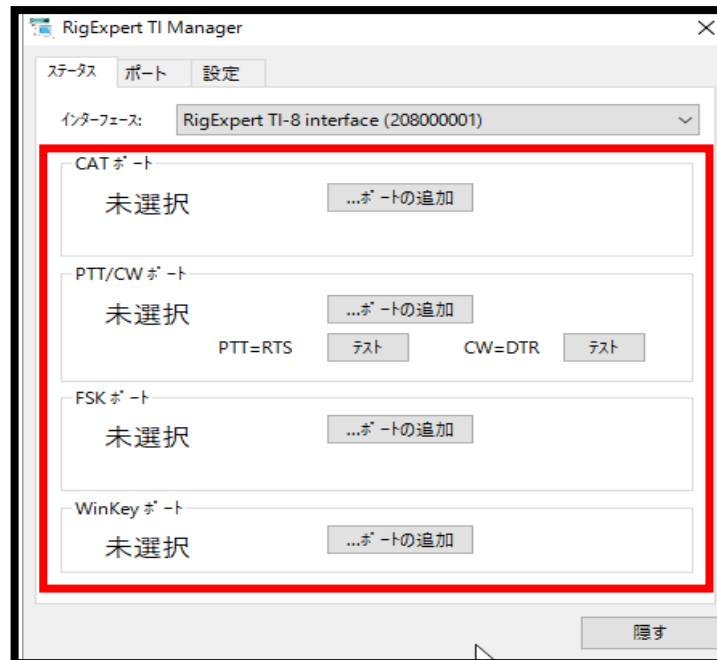 RigExpert TI Manager
ステータス ポート 設定
インターフェース: RigExpert TI-8 interface (208000001)
CAT ポート
未選択 ...ポートの追加
PTT/CW ポート
未選択 ...ポートの追加
PTT=RTS テスト CW=DTR テスト
FSK ポート
未選択 ...ポートの追加
WinKey ポート
未選択 ...ポートの追加
隠す